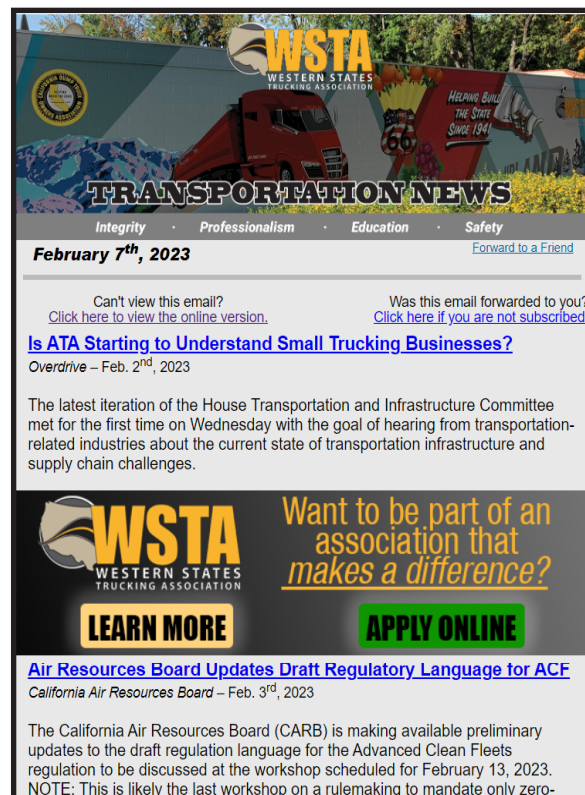 WSTA
WESTERN STATES
TRUCKING ASSOCIATION
HELPING BUILD
THE STATE
SINCE 1941
66
TRANSPORTATION NEWS
Integrity · Professionalism · Education · Safety
February 7th, 2023
Forward to a Friend
Can't view this email?
Click here to view the online version.
Was this email forwarded to you?
Click here if you are not subscribed
Is ATA Starting to Understand Small Trucking Businesses?
Overdrive – Feb. 2nd, 2023
The latest iteration of the House Transportation and Infrastructure Committee
met for the first time on Wednesday with the goal of hearing from transportation-
related industries about the current state of transportation infrastructure and
supply chain challenges.
WSTA
WESTERN STATES
TRUCKING ASSOCIATION
Want to be part of an
association that
makes a difference?
LEARN MORE
APPLY ONLINE
Air Resources Board Updates Draft Regulatory Language for ACF
California Air Resources Board – Feb. 3rd, 2023
The California Air Resources Board (CARB) is making available preliminary
updates to the draft regulation language for the Advanced Clean Fleets
regulation to be discussed at the workshop scheduled for February 13, 2023.
NOTE: This is likely the last workshop on a rulemaking to mandate only zero-